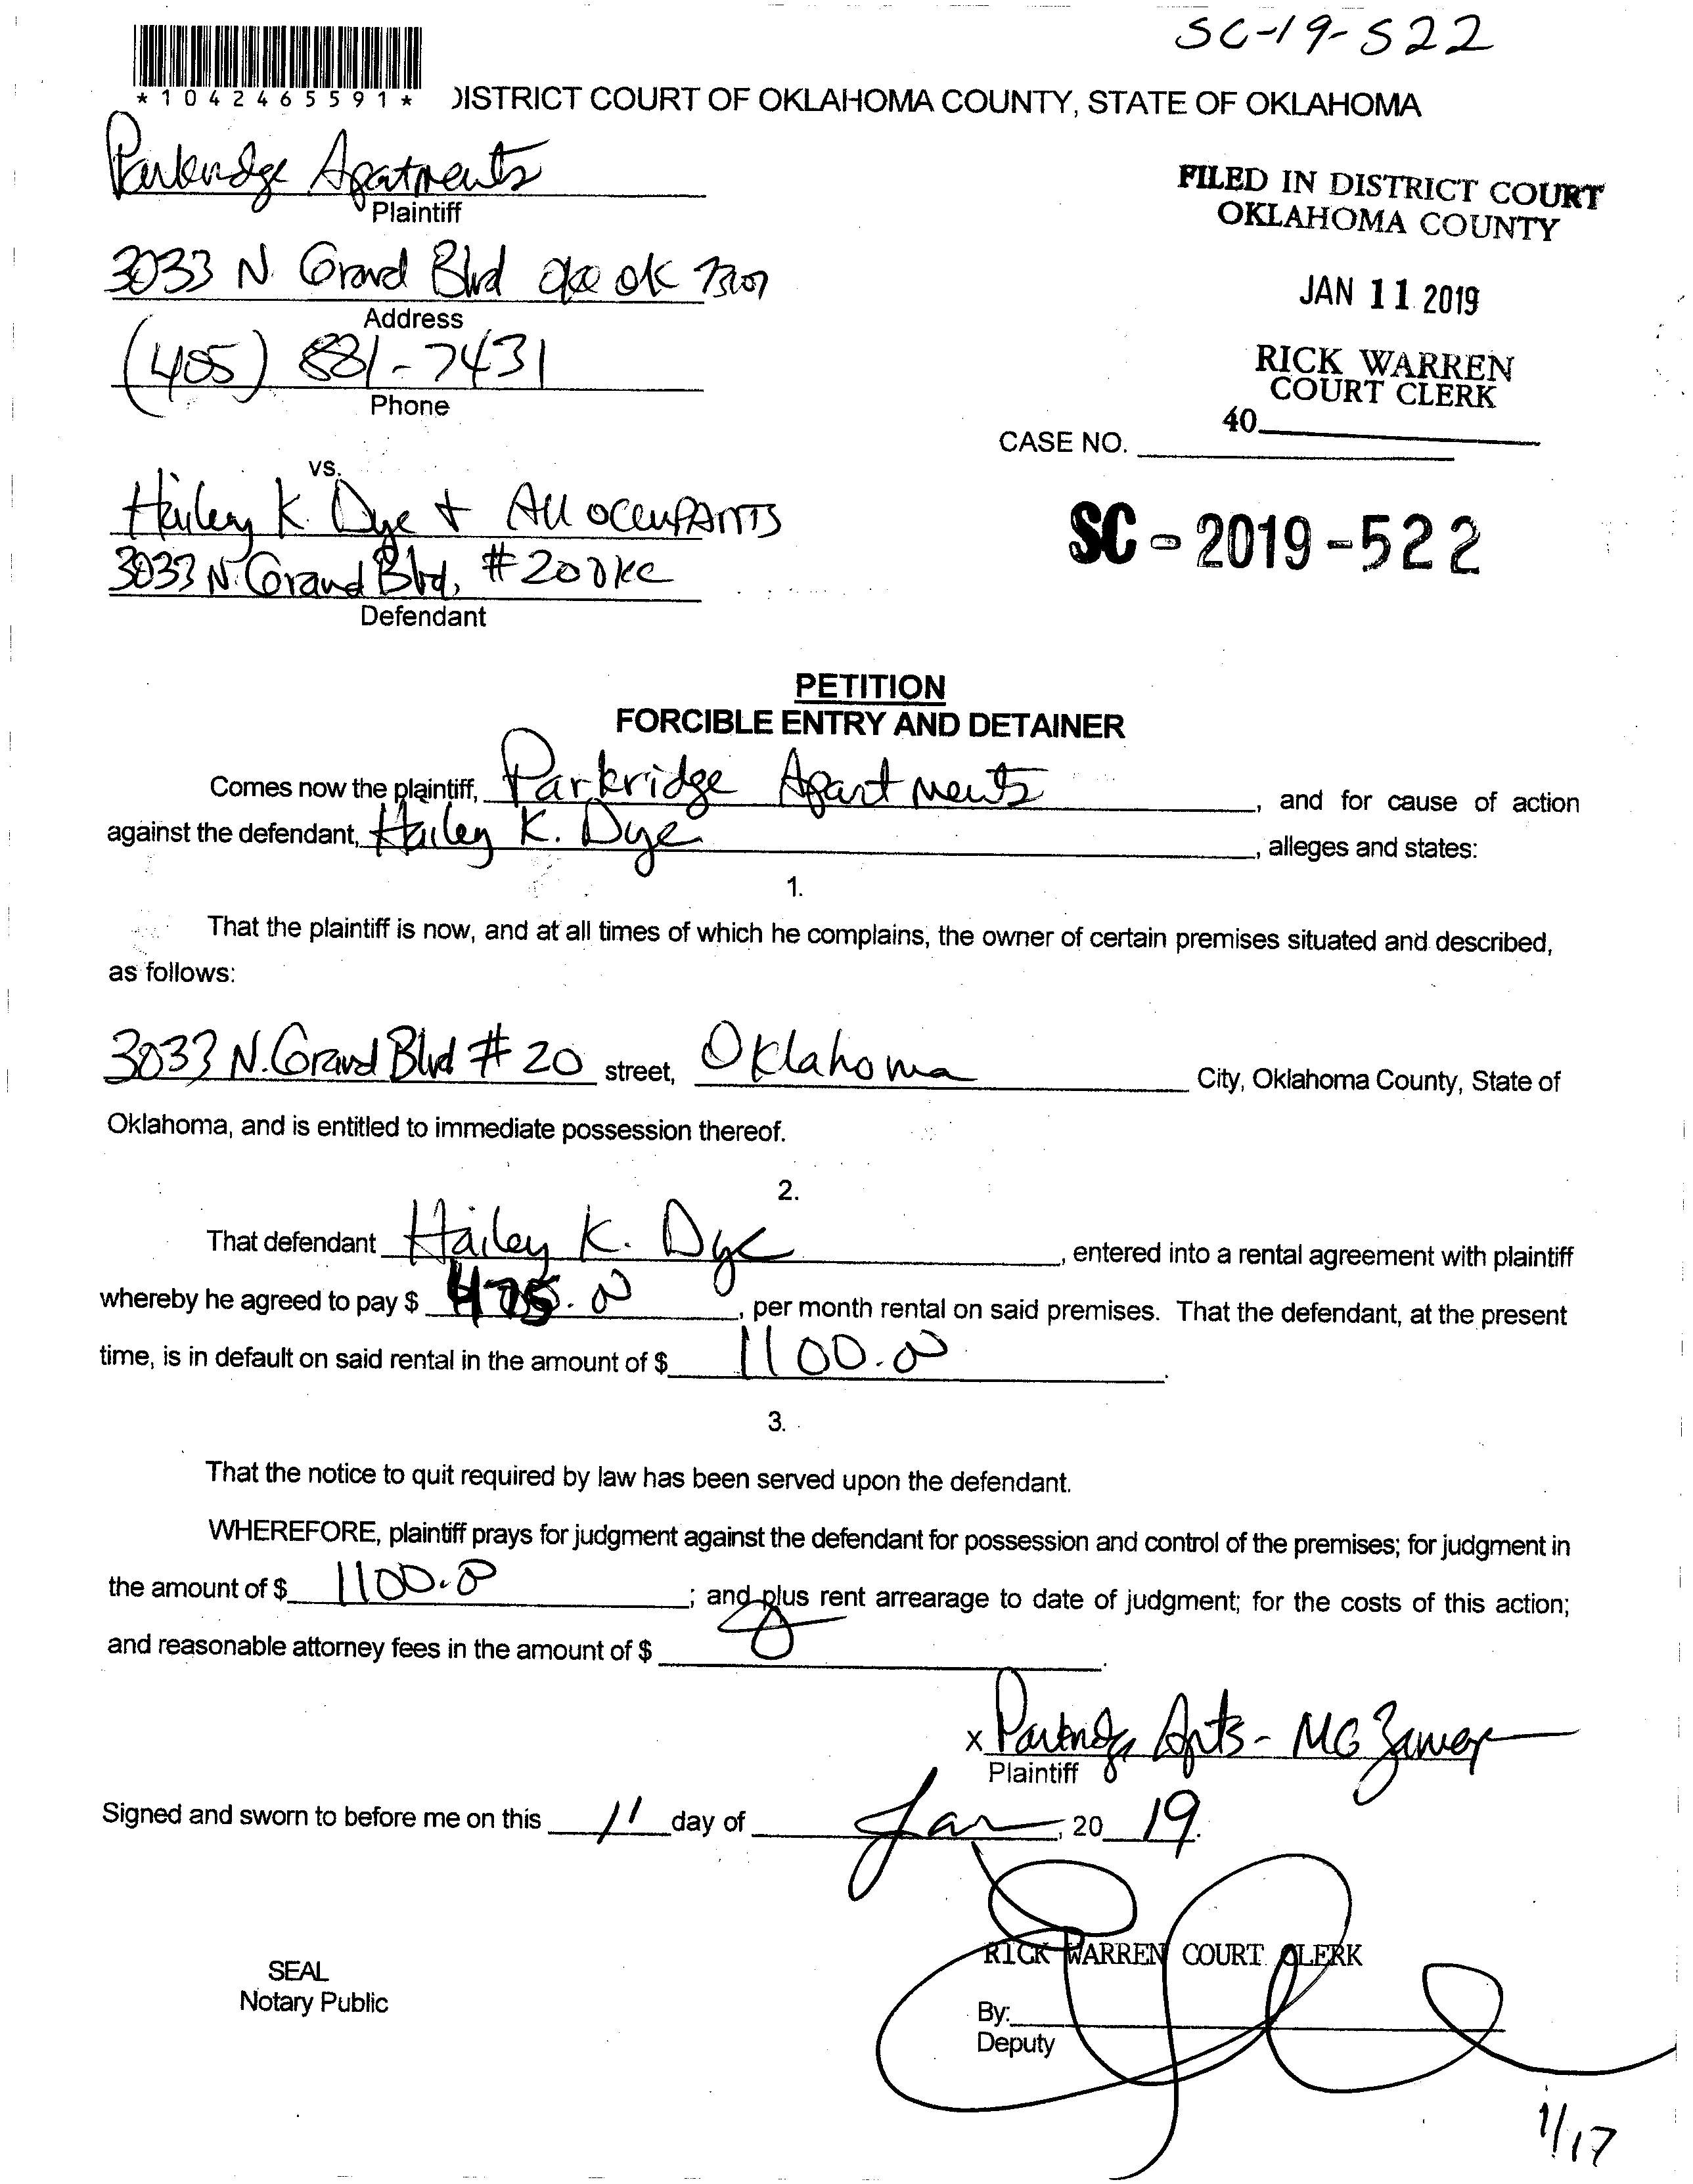 SC-19-522
*1042465591*
DISTRICT COURT OF OKLAHOMA COUNTY, STATE OF OKLAHOMA
Parkridge Apatments
Plaintiff
FILED IN DISTRICT COURT
OKLAHOMA COUNTY
3033 N. Grand Blvd okc ok 73107
Address
JAN 11 2019
(405) 881-7431
Phone
RICK WARREN
COURT CLERK
40
CASE NO.
vs.
Hailey K. Dye + All OCCUPANTS
3033 N. Grand Blvd, #20 OKC
Defendant
SC-2019-522
PETITION
FORCIBLE ENTRY AND DETAINER
Comes now the plaintiff, Parkridge Apartments, and for cause of action
against the defendant, Hailey K. Dye, alleges and states:
1.
That the plaintiff is now, and at all times of which he complains, the owner of certain premises situated and described,
as follows:
3033 N. Grand Blvd # 20 street, Oklahoma City, Oklahoma County, State of
Oklahoma, and is entitled to immediate possession thereof.
2.
That defendant Hailey K. Dye, entered into a rental agreement with plaintiff
whereby he agreed to pay $ 475.00, per month rental on said premises. That the defendant, at the present
time, is in default on said rental in the amount of $ 1100.00.
3.
That the notice to quit required by law has been served upon the defendant.
WHEREFORE, plaintiff prays for judgment against the defendant for possession and control of the premises; for judgment in
the amount of $ 1100.00; and plus rent arrearage to date of judgment; for the costs of this action;
and reasonable attorney fees in the amount of $ 0.
x Parkridge Apts - MG
Plaintiff
Signed and sworn to before me on this 11 day of Jan, 20 19.
RICK WARREN COURT CLERK
SEAL
Notary Public
By:
Deputy
1/17